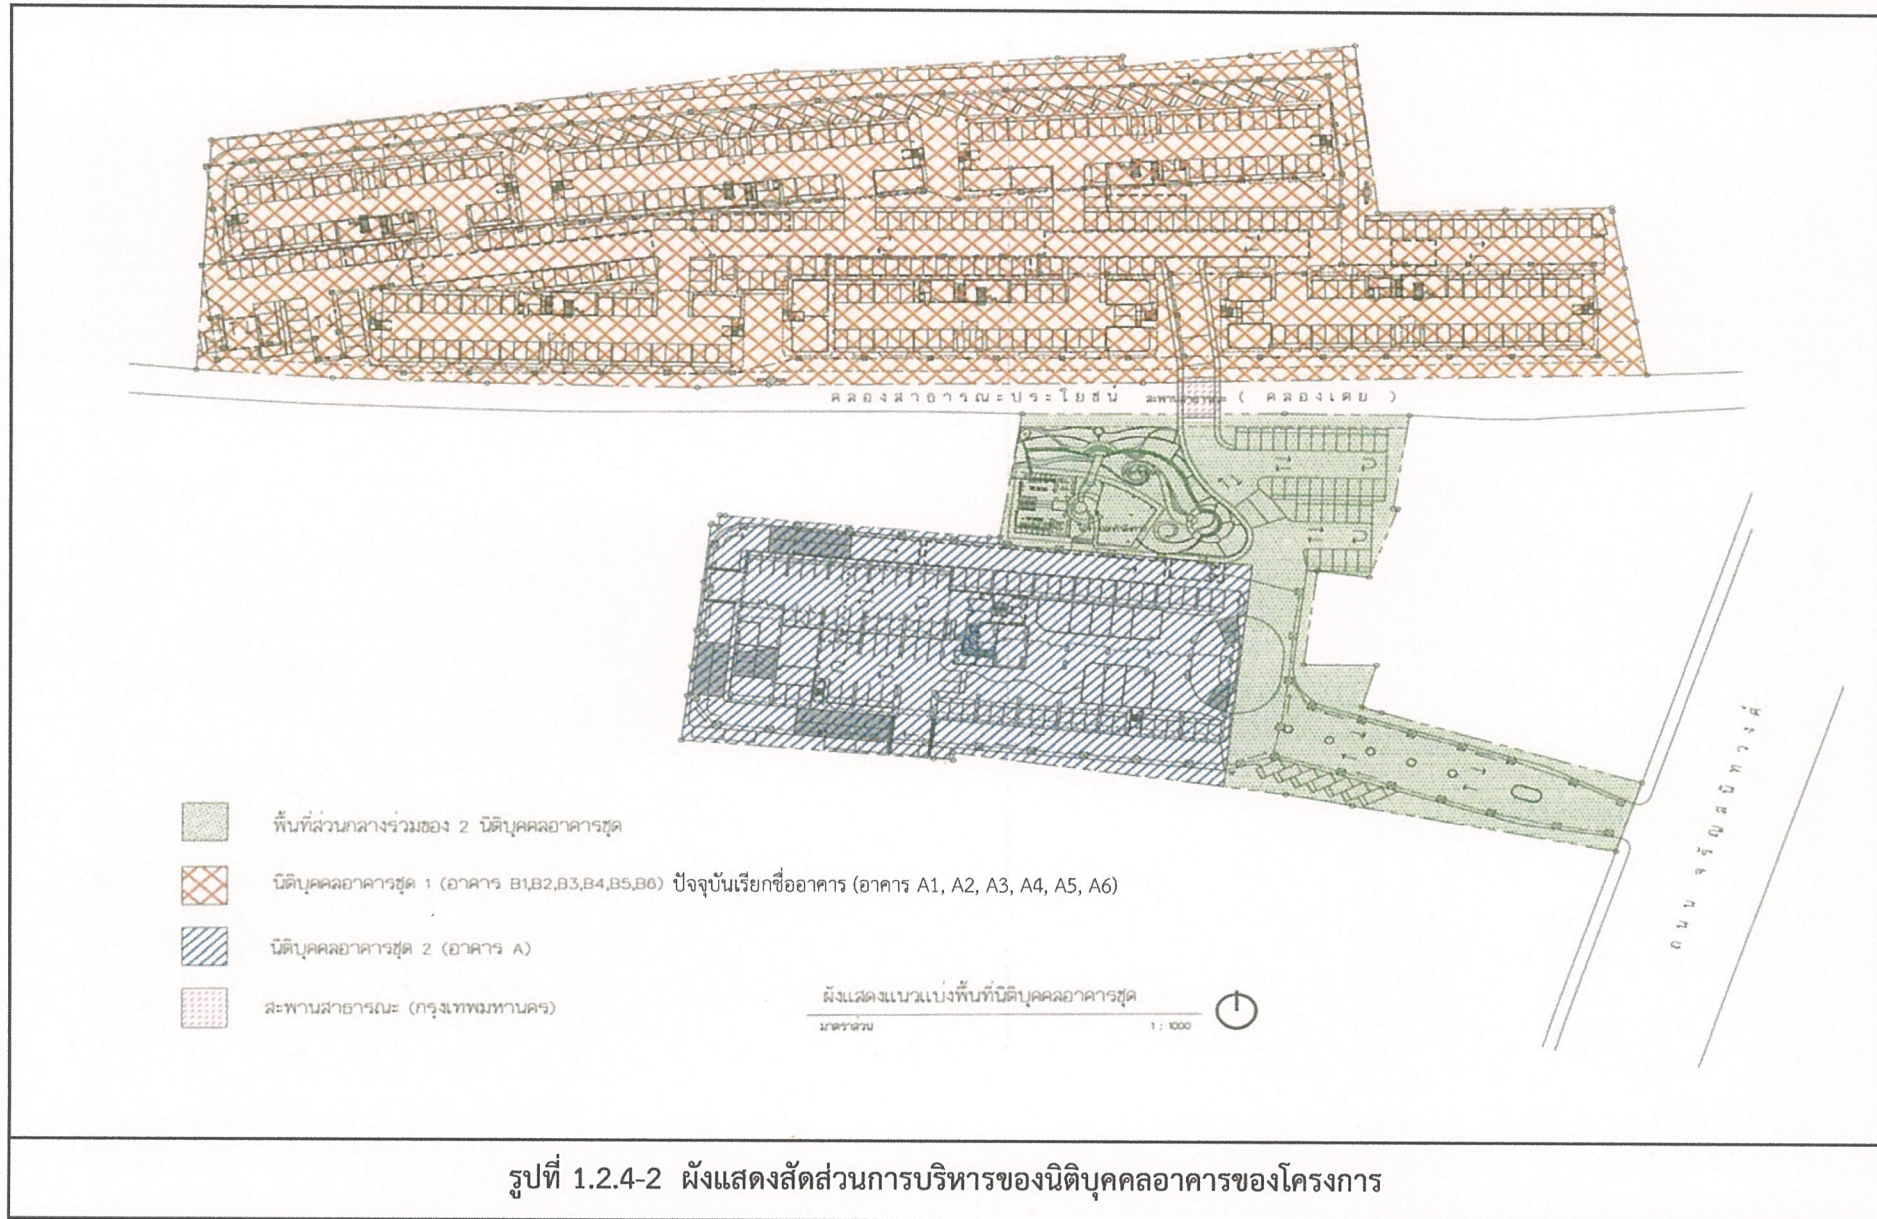 คลองสาธารณะประโยชน์ สะพานสาธารณะ ( คลองเตย )
ถนน จรัญสนิทวงศ์
พื้นที่ส่วนกลางร่วมของ 2 นิติบุคคลอาคารชุด
นิติบุคคลอาคารชุด 1 (อาคาร B1,B2,B3,B4,B5,B6) ปัจจุบันเรียกชื่ออาคาร (อาคาร A1, A2, A3, A4, A5, A6)
นิติบุคคลอาคารชุด 2 (อาคาร A)
สะพานสาธารณะ (กรุงเทพมหานคร)
ผังแสดงแนวแบ่งพื้นที่นิติบุคคลอาคารชุด
มาตราส่วน 1 : 1000
รูปที่ 1.2.4-2 ผังแสดงสัดส่วนการบริหารของนิติบุคคลอาคารของโครงการ